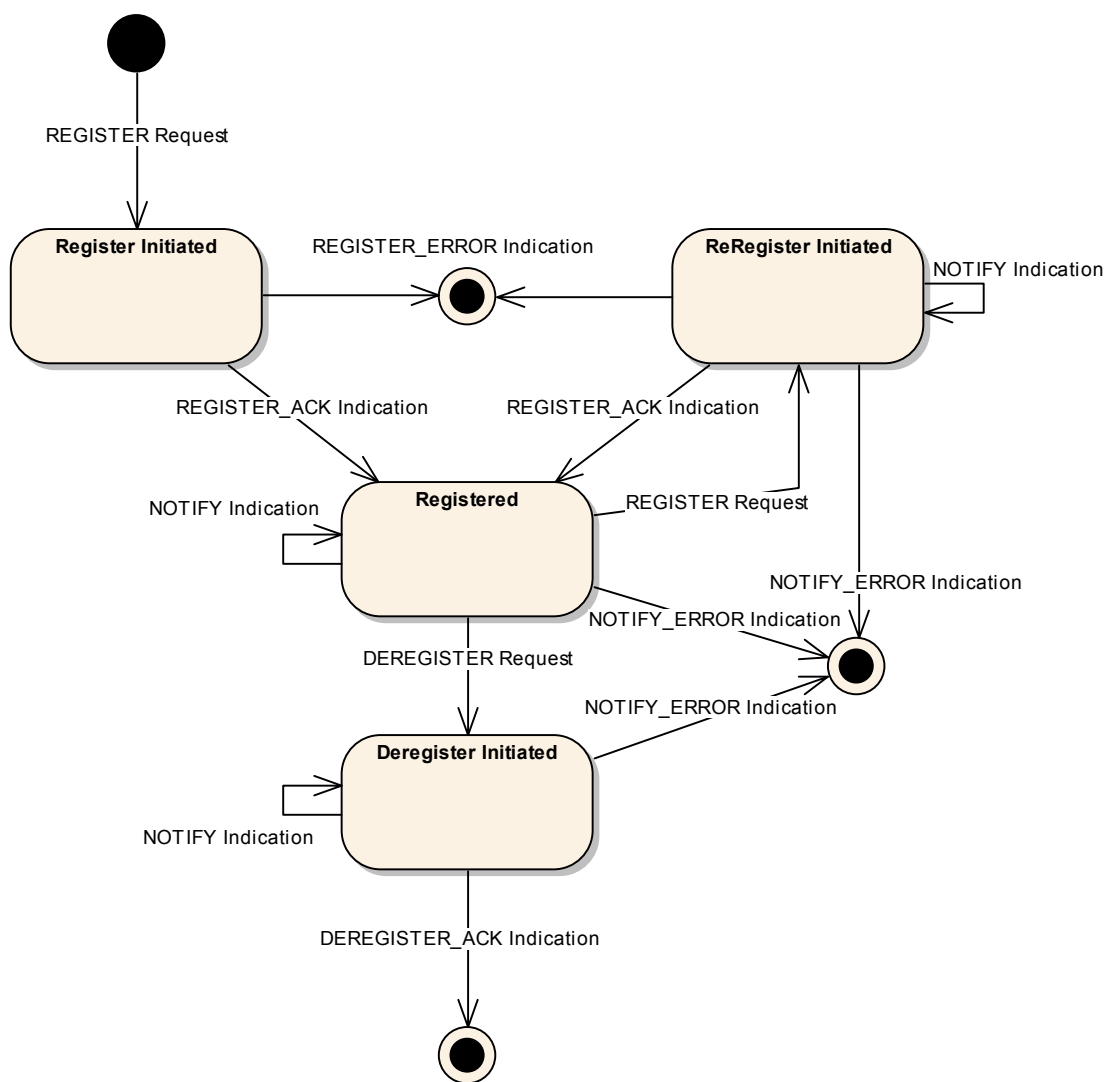 REGISTER Request
Register Initiated
REGISTER_ERROR Indication
ReRegister Initiated
NOTIFY Indication
REGISTER_ACK Indication
REGISTER_ACK Indication
Registered
NOTIFY Indication
REGISTER Request
NOTIFY_ERROR Indication
NOTIFY_ERROR Indication
DEREGISTER Request
NOTIFY_ERROR Indication
Deregister Initiated
NOTIFY Indication
DEREGISTER_ACK Indication